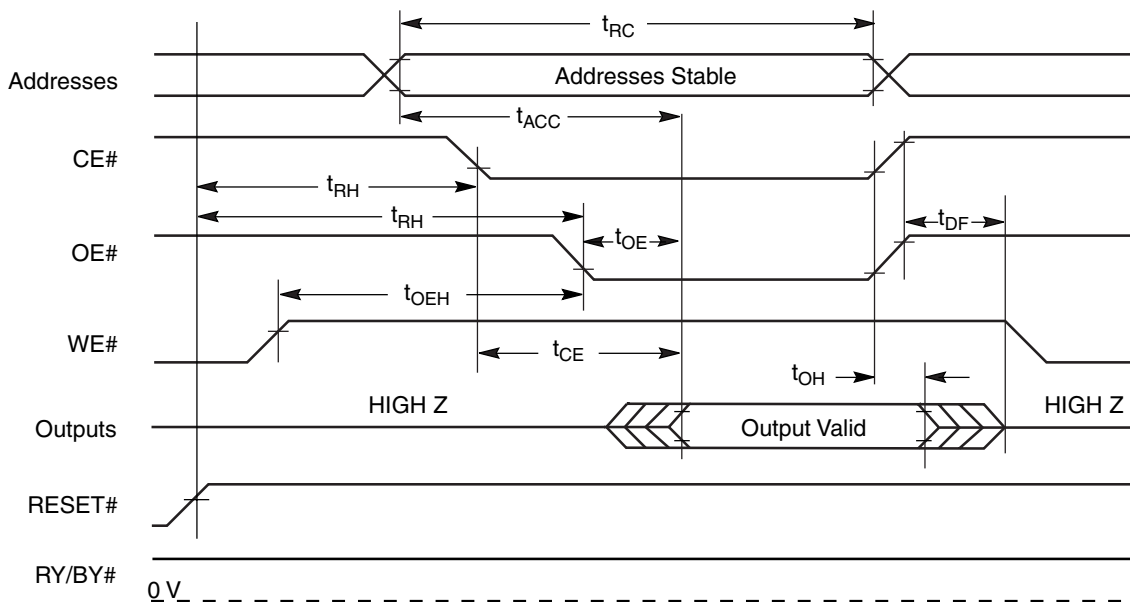 tRC
Addresses
Addresses Stable
tACC
CE#
tRH
tRH
tDF
OE#
tOE
tOEH
WE#
tCE
tOH
HIGH Z
HIGH Z
Outputs
Output Valid
RESET#
RY/BY#
0 V